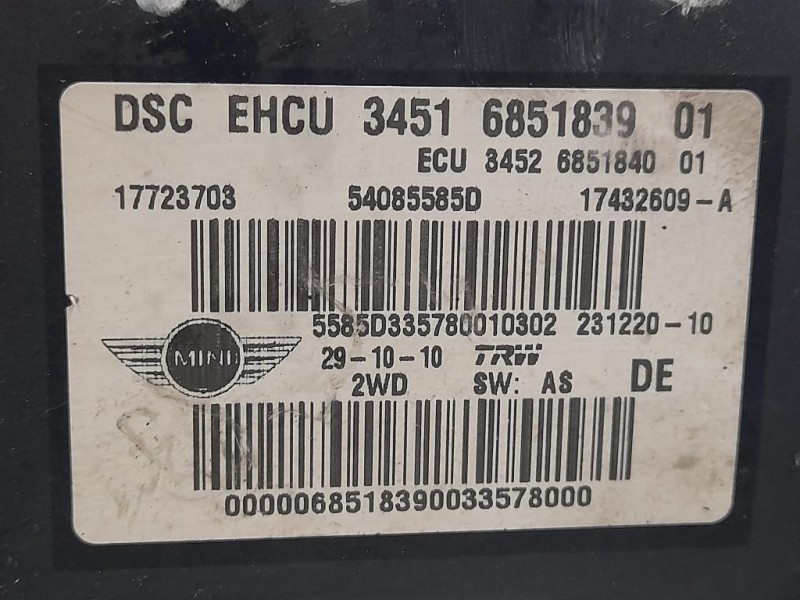 DSC EHCU 3451 6851839 01
ECU 3452 6851840 01
17723703 54085585D 17432609-A
5585D335780010302 231220-10
MINI 29-10-10 TRW
2WD SW: AS DE
0000068518390033578000